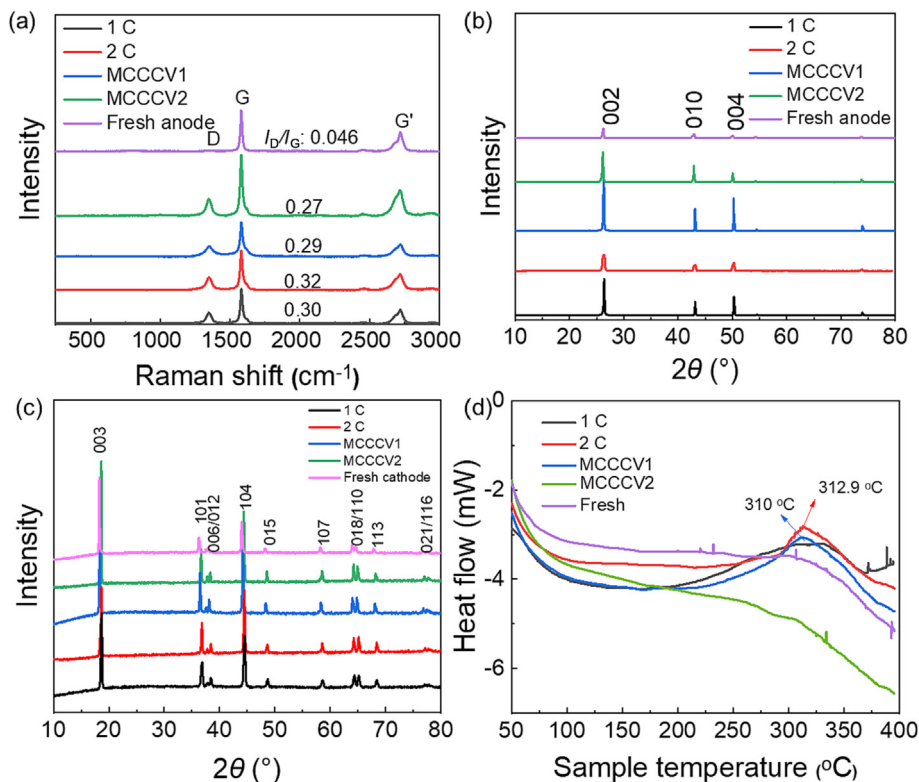 (a)
1 C
2 C
MCCCV1
MCCCV2
Fresh anode
D
G
G'
I_D/I_G: 0.046
0.27
0.29
0.32
0.30
Intensity
500 1000 1500 2000 2500 3000
Raman shift (cm⁻¹)
(b)
1 C
2 C
MCCCV1
MCCCV2
Fresh anode
002
010
004
Intensity
10 20 30 40 50 60 70 80
2θ (°)
(c)
1 C
2 C
MCCCV1
MCCCV2
Fresh cathode
003
101
006/012
104
015
107
018/110
113
021/116
Intensity
10 20 30 40 50 60 70 80
2θ (°)
(d)
1 C
2 C
MCCCV1
MCCCV2
Fresh
310 °C
312.9 °C
Heat flow (mW)
0
-2
-4
-6
50 100 150 200 250 300 350 400
Sample temperature (°C)